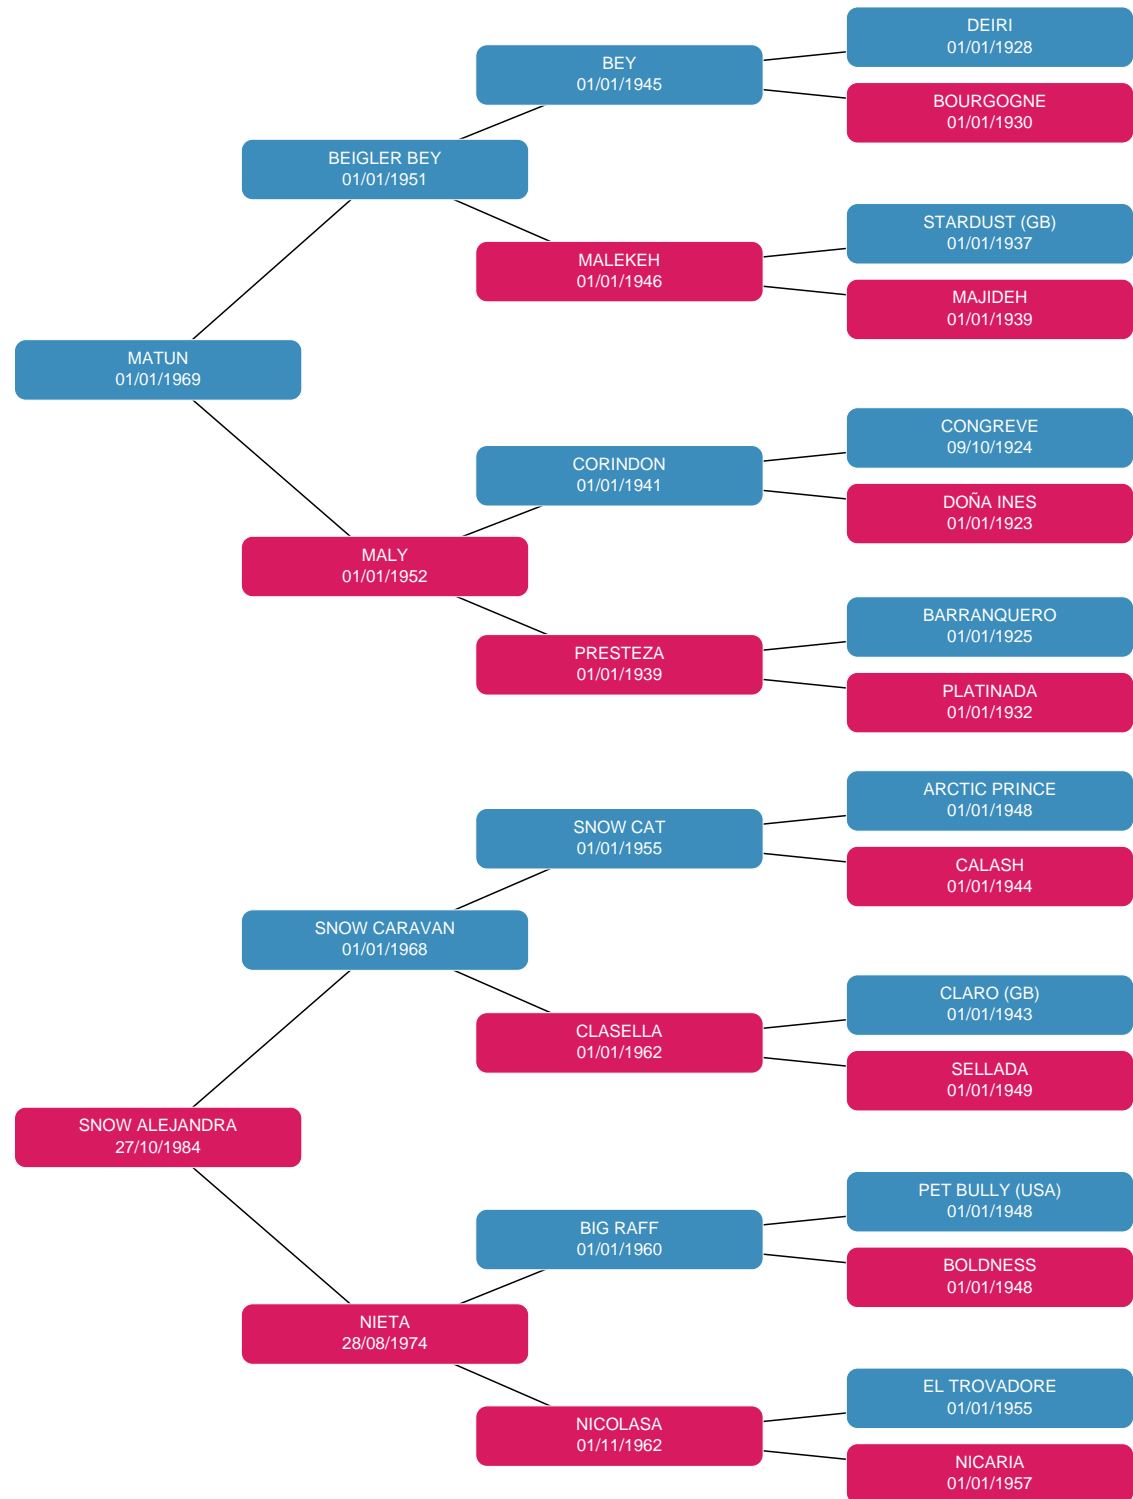 DEIRI
01/01/1928
BEY
01/01/1945
BOURGOGNE
01/01/1930
BEIGLER BEY
01/01/1951
STARDUST (GB)
01/01/1937
MALEKEH
01/01/1946
MAJIDEH
01/01/1939
MATUN
01/01/1969
CONGREVE
09/10/1924
CORINDON
01/01/1941
DOÑA INES
01/01/1923
MALY
01/01/1952
BARRANQUERO
01/01/1925
PRESTEZA
01/01/1939
PLATINADA
01/01/1932
ARCTIC PRINCE
01/01/1948
SNOW CAT
01/01/1955
CALASH
01/01/1944
SNOW CARAVAN
01/01/1968
CLARO (GB)
01/01/1943
CLASELLA
01/01/1962
SELLADA
01/01/1949
SNOW ALEJANDRA
27/10/1984
PET BULLY (USA)
01/01/1948
BIG RAFF
01/01/1960
BOLDNESS
01/01/1948
NIETA
28/08/1974
EL TROVADORE
01/01/1955
NICOLASA
01/11/1962
NICARIA
01/01/1957